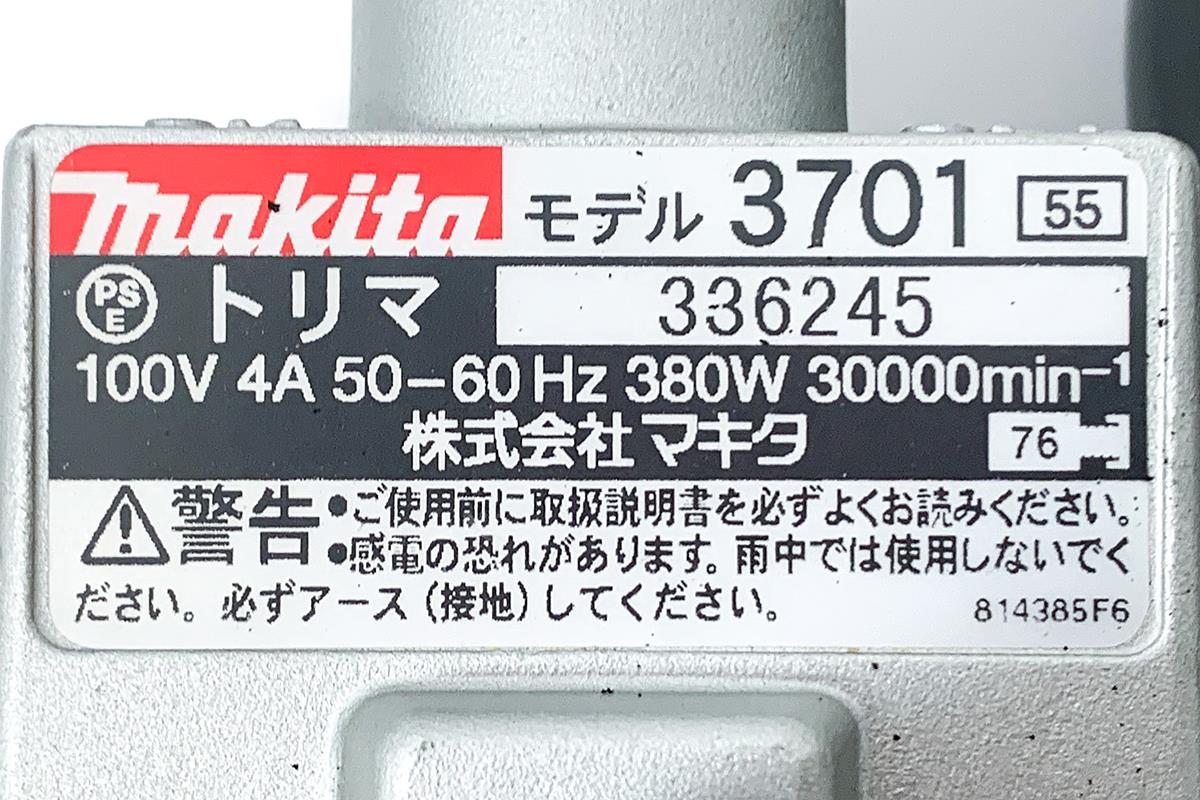 makita モデル 3701 55
PSE トリマ 336245
100V 4A 50-60Hz 380W 30000min⁻¹
株式会社マキタ 76
警告 •ご使用前に取扱説明書を必ずよくお読みください。
•感電の恐れがあります。雨中では使用しないでく
ださい。必ずアース(接地)してください。 814385F6